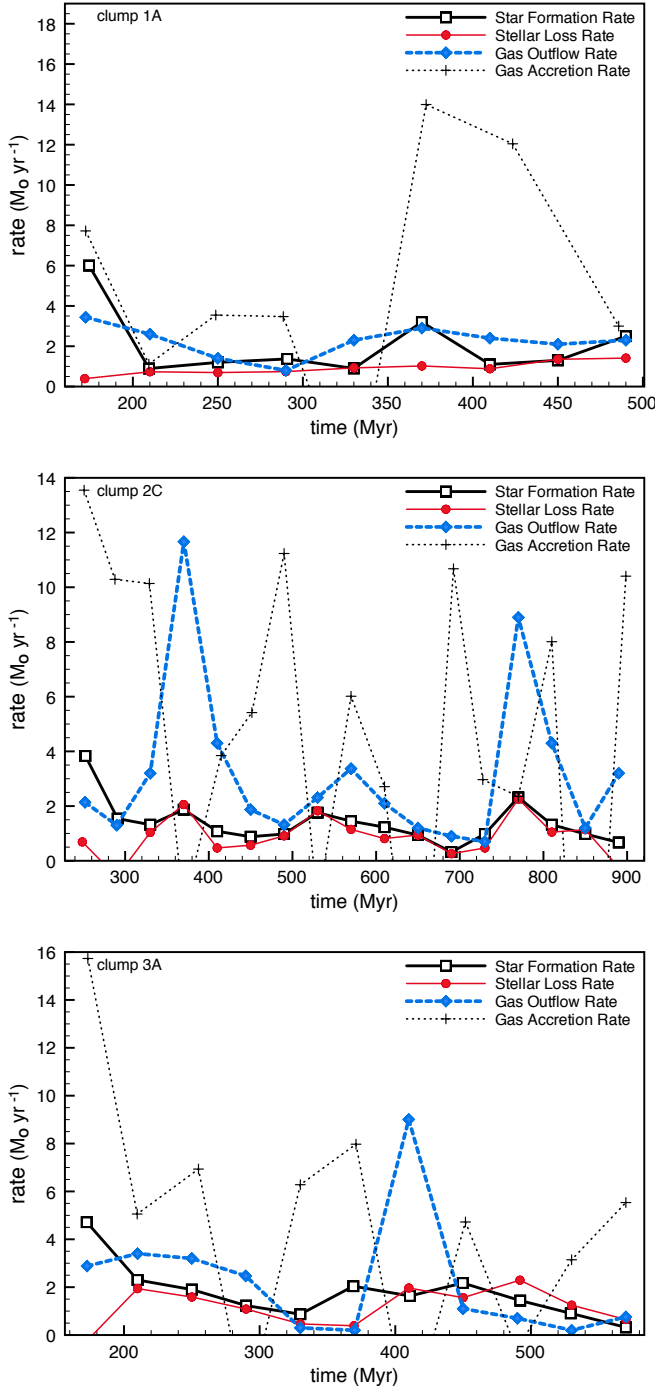 clump 1A
Star Formation Rate
Stellar Loss Rate
Gas Outflow Rate
Gas Accretion Rate
18
16
14
12
10
8
6
4
2
0
rate (M_o yr⁻¹)
200 250 300 350 400 450 500
time (Myr)
clump 2C
Star Formation Rate
Stellar Loss Rate
Gas Outflow Rate
Gas Accretion Rate
14
12
10
8
6
4
2
0
rate (M_o yr⁻¹)
300 400 500 600 700 800 900
time (Myr)
clump 3A
Star Formation Rate
Stellar Loss Rate
Gas Outflow Rate
Gas Accretion Rate
16
14
12
10
8
6
4
2
0
rate (M_o yr⁻¹)
200 300 400 500
time (Myr)